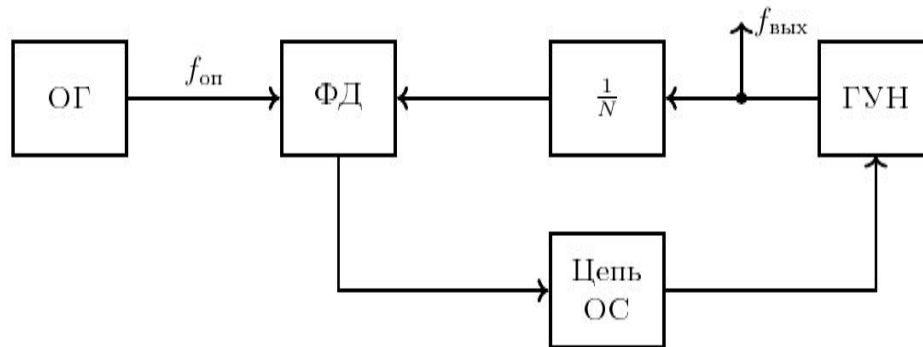 ОГ
f_оп
ФД
1/N
f_вых
ГУН
Цепь
ОС